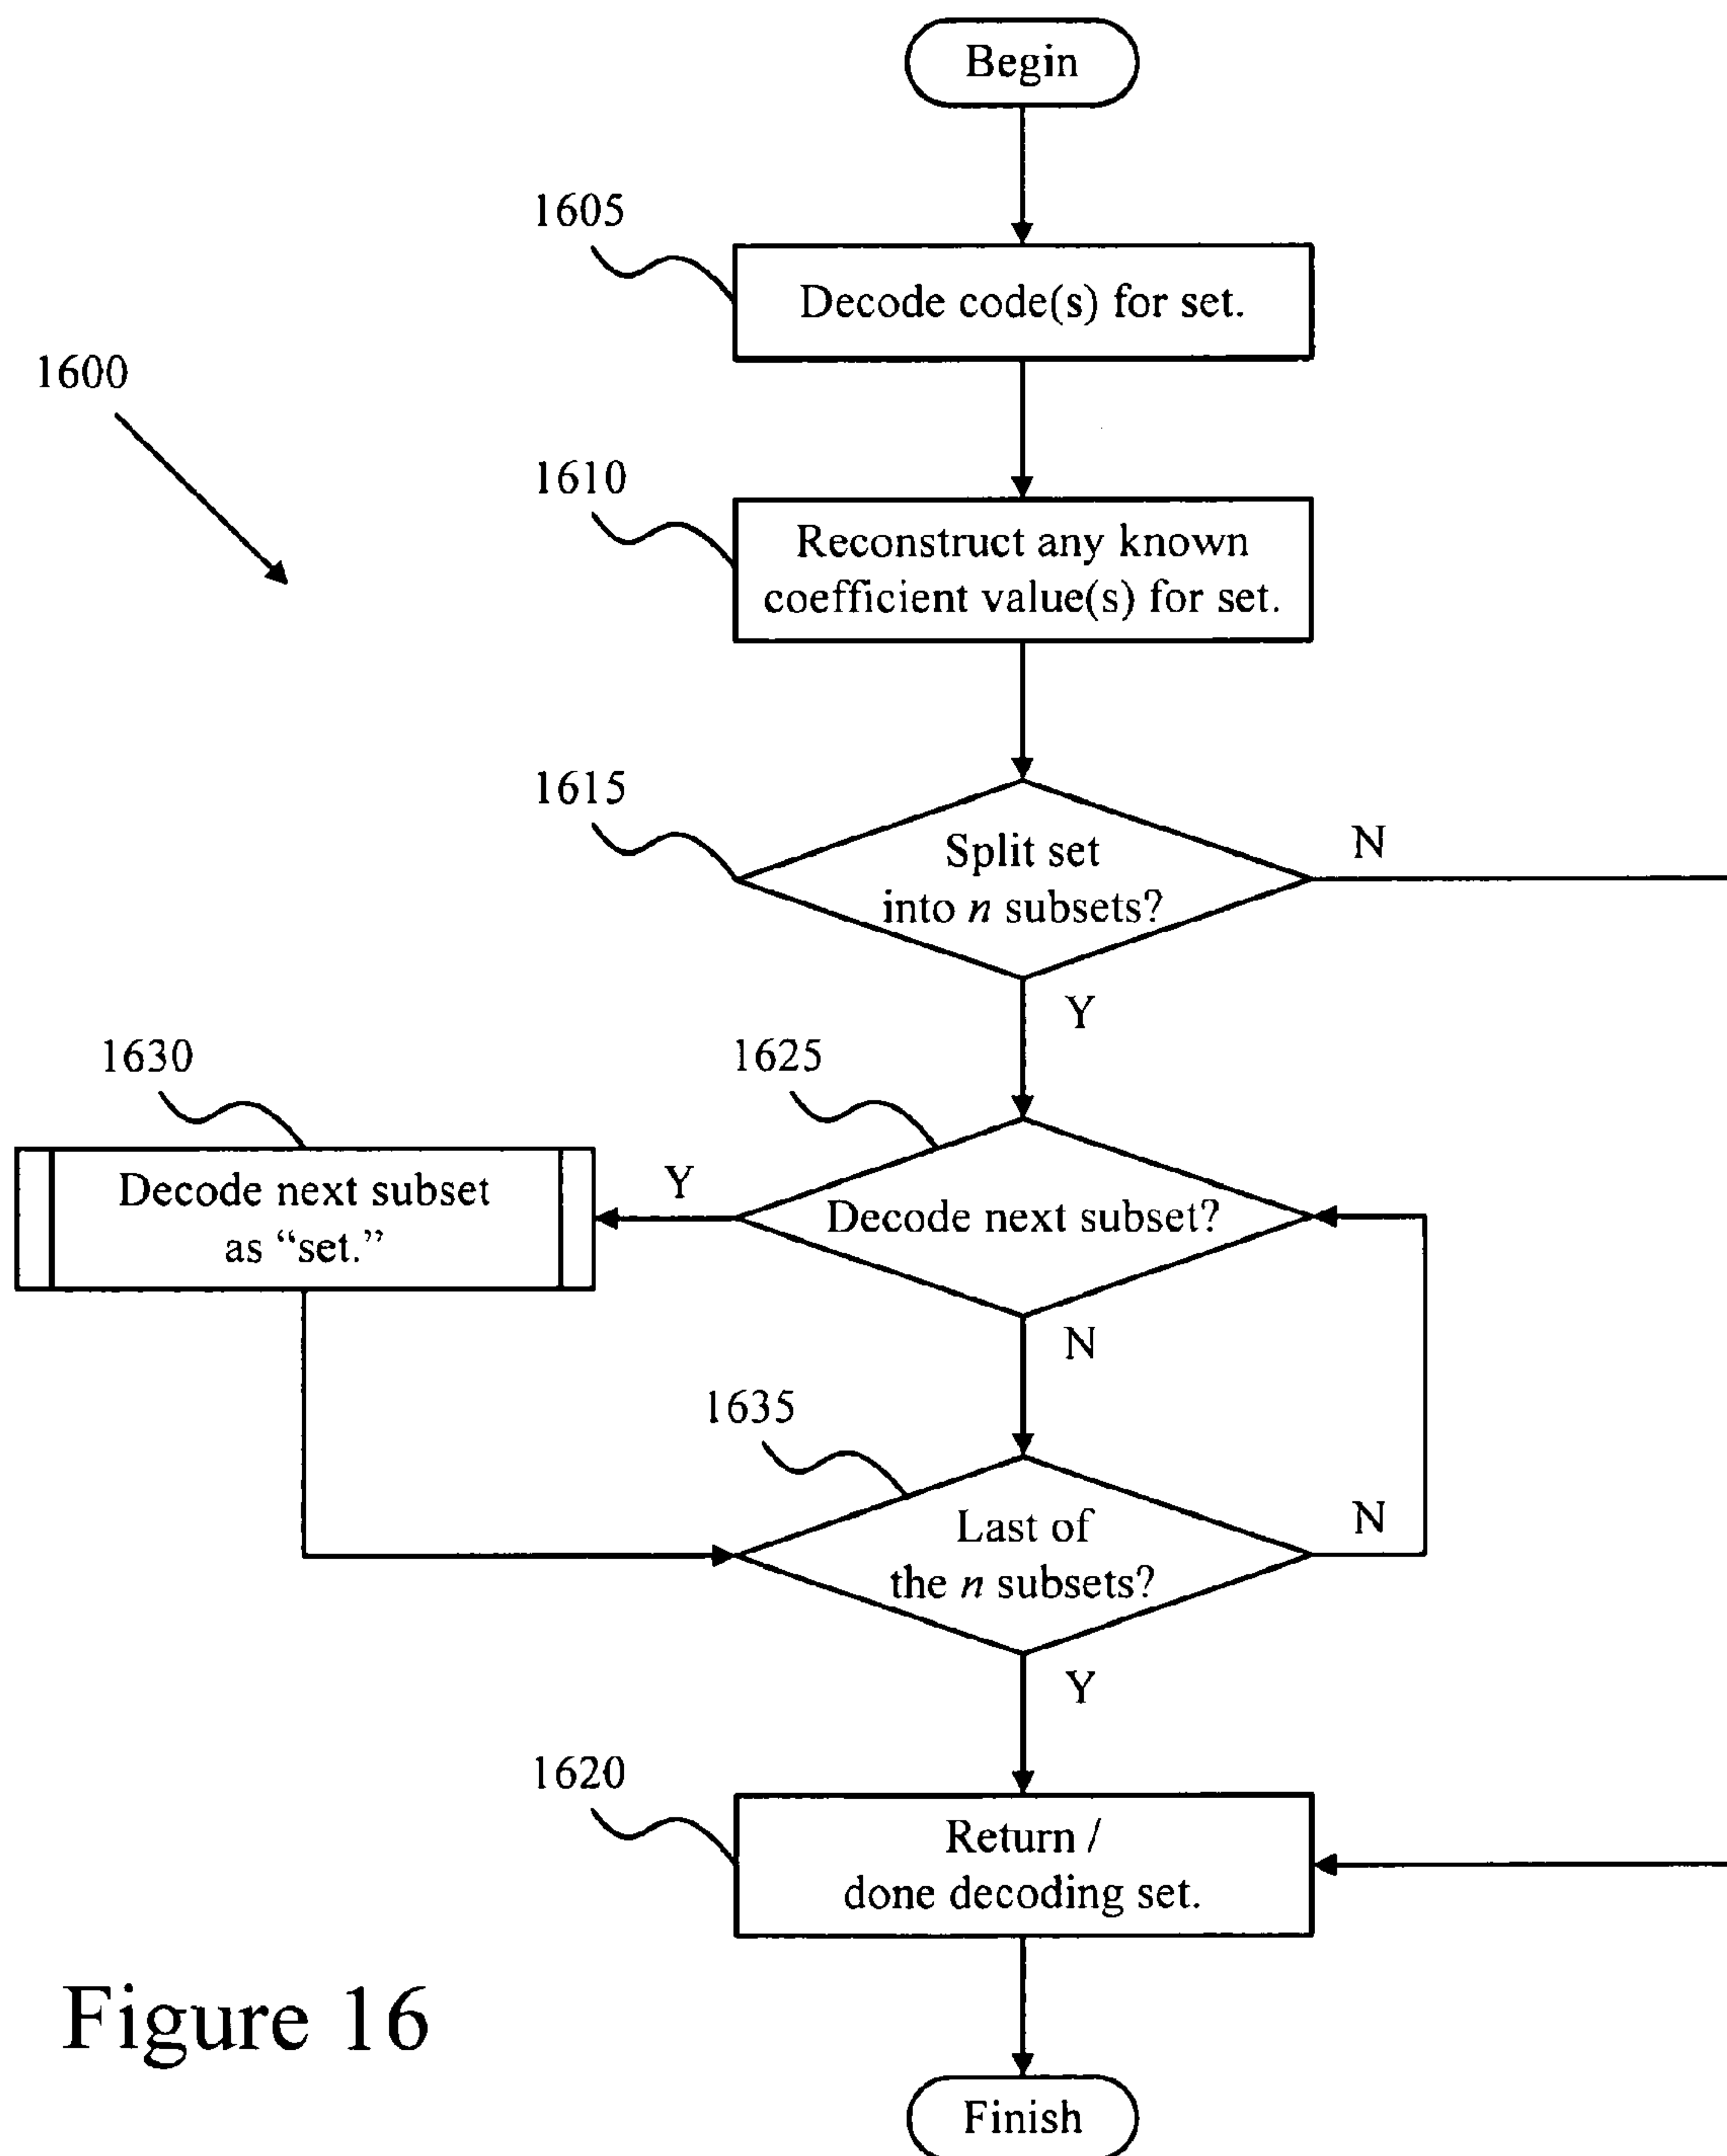 Begin
1605
Decode code(s) for set.
1600
1610
Reconstruct any known
coefficient value(s) for set.
1615
Split set
into n subsets?
N
Y
1630
1625
Decode next subset
as “set.”
Y
Decode next subset?
N
1635
Last of
the n subsets?
N
Y
1620
Return /
done decoding set.
Figure 16
Finish